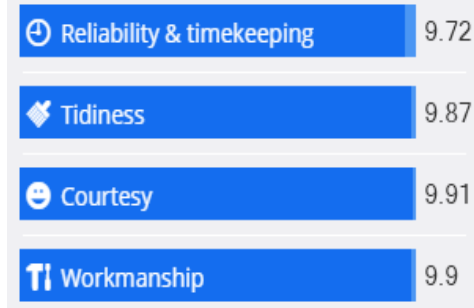 Reliability & timekeeping 9.72
Tidiness 9.87
Courtesy 9.91
Workmanship 9.9